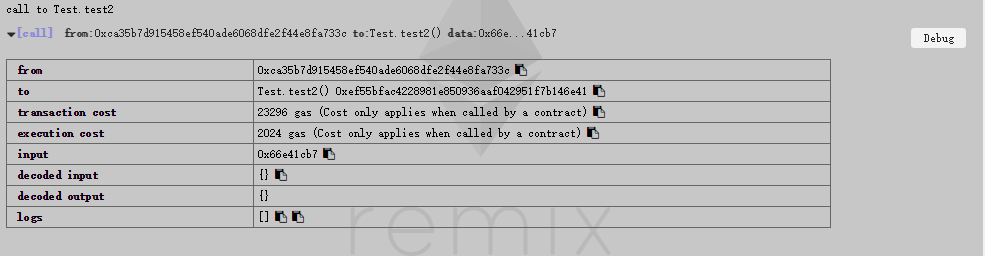 call to Test.test2
[call] from:0xca35b7d915458ef540ade6068dfe2f44e8fa733c to:Test.test2() data:0x66e...41cb7
Debug
from 0xca35b7d915458ef540ade6068dfe2f44e8fa733c
to Test.test2() 0xef55bfac4228981e850936aaf042951f7b146e41
transaction cost 23296 gas (Cost only applies when called by a contract)
execution cost 2024 gas (Cost only applies when called by a contract)
input 0x66e41cb7
decoded input {}
decoded output {}
logs []
remix